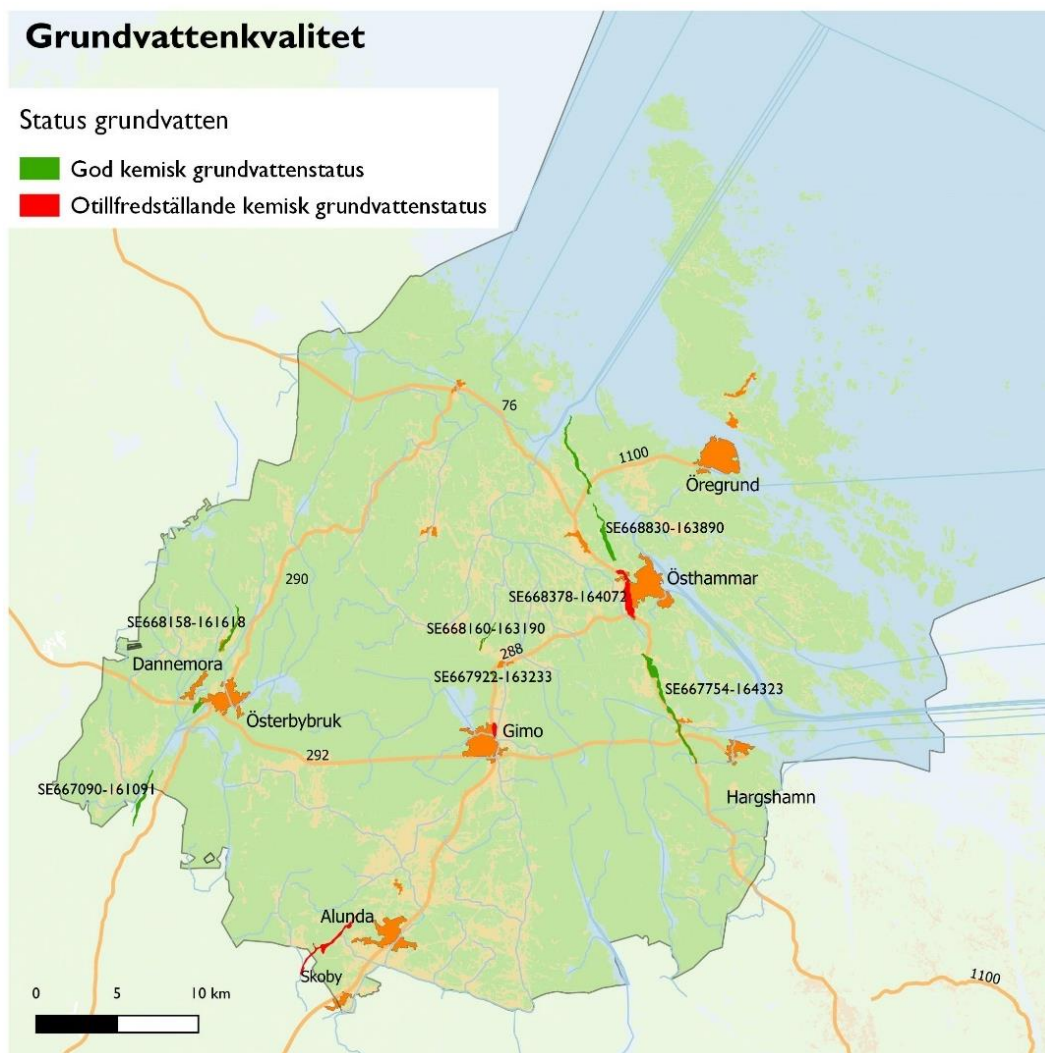 Grundvattenkvalitet
Status grundvatten
God kemisk grundvattenstatus
Otillfredställande kemisk grundvattenstatus
76
1100
Öregrund
SE668830-163890
290
Östhammar
SE668378-164072
SE668158-161618
SE668160-163190
288
Dannemora
SE667922-163233
SE667754-164323
Österbybruk
Gimo
292
SE667090-161091
Hargshamn
Alunda
Skoby
1100
0 5 10 km